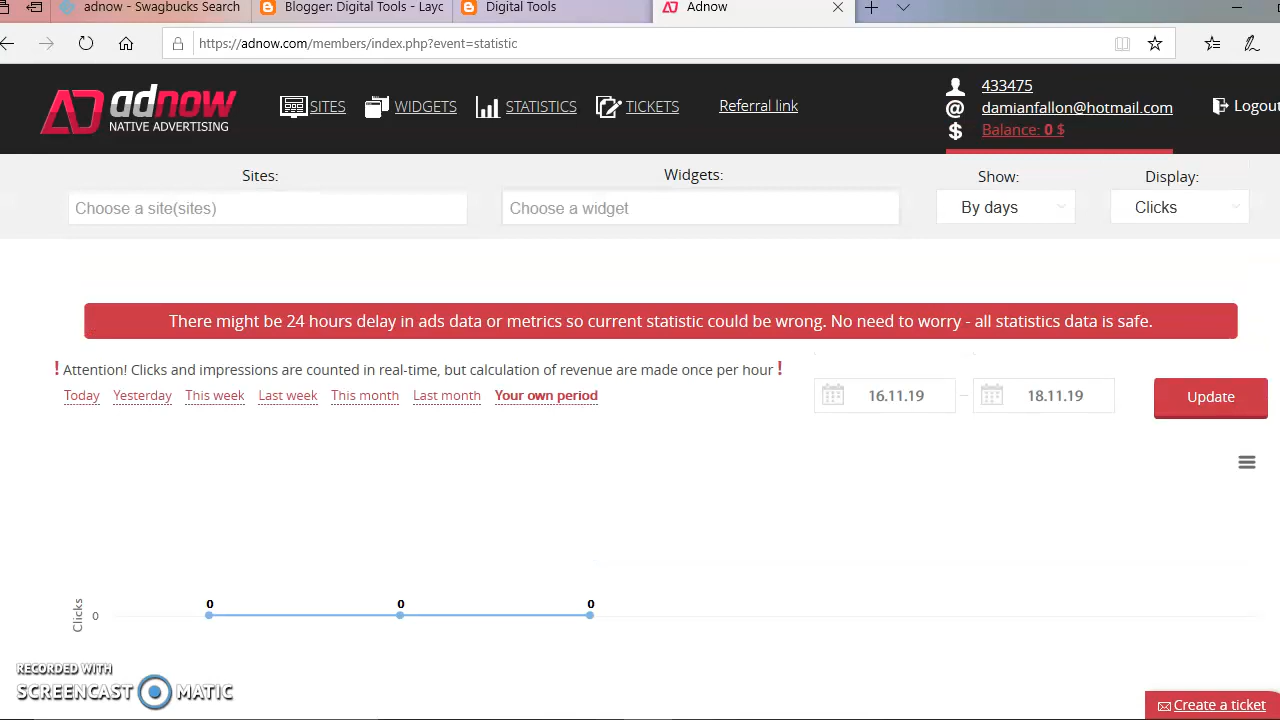 adnow - Swagbucks Search
Blogger: Digital Tools - Layc
Digital Tools
Adnow
https://adnow.com/members/index.php?event=statistic
adnow
NATIVE ADVERTISING
SITES
WIDGETS
STATISTICS
TICKETS
Referral link
433475
damianfallon@hotmail.com
Balance: 0 $
Logout
Sites:
Widgets:
Show:
Display:
Choose a site(sites)
Choose a widget
By days
Clicks
There might be 24 hours delay in ads data or metrics so current statistic could be wrong. No need to worry - all statistics data is safe.
! Attention! Clicks and impressions are counted in real-time, but calculation of revenue are made once per hour !
Today Yesterday This week Last week This month Last month Your own period
16.11.19 – 18.11.19
Update
Clicks
0
0 0 0
RECORDED WITH
SCREENCAST MATIC
Create a ticket